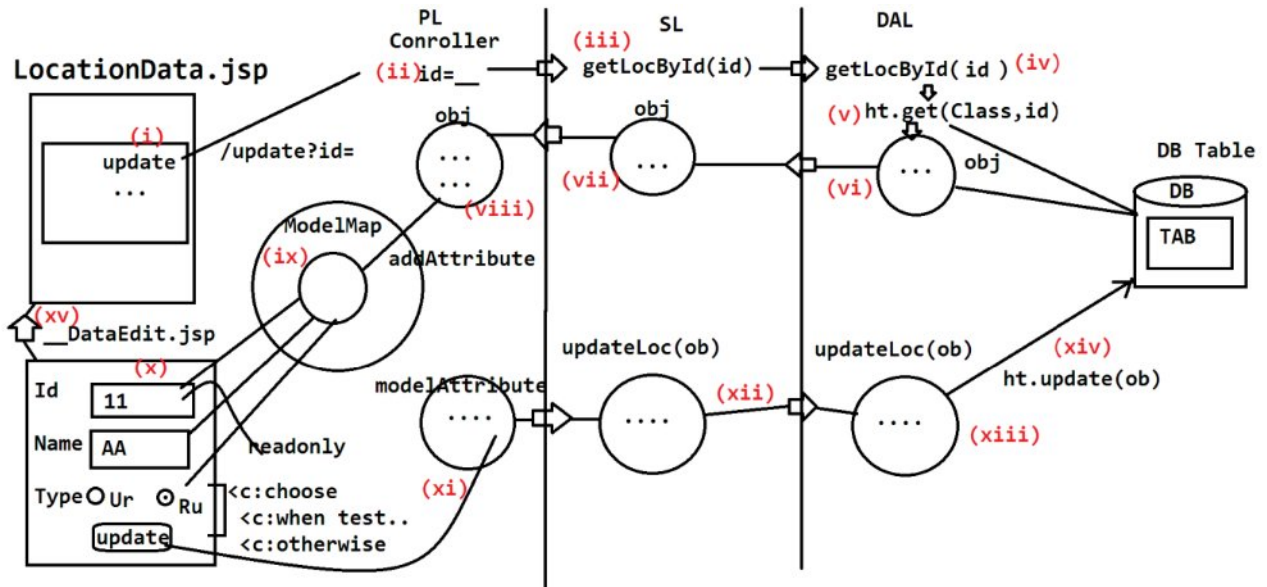 PL
Conroller
SL
DAL
LocationData.jsp
(ii) id=__
(iii)
getLocById(id)
getLocById(id) (iv)
(v) ht.get(Class,id)
(i)
update
...
/update?id=
obj
...
...
(viii)
obj
...
(vii)
obj
...
(vi)
DB Table
DB
TAB
ModelMap
(ix)
addAttribute
(xv)
__DataEdit.jsp
(x)
Id 11
Name AA
readonly
Type Ur Ru
update
<c:choose
<c:when test..
<c:otherwise
modelAttribute
....
(xi)
updateLoc(ob)
....
(xii)
updateLoc(ob)
....
(xiii)
(xiv)
ht.update(ob)